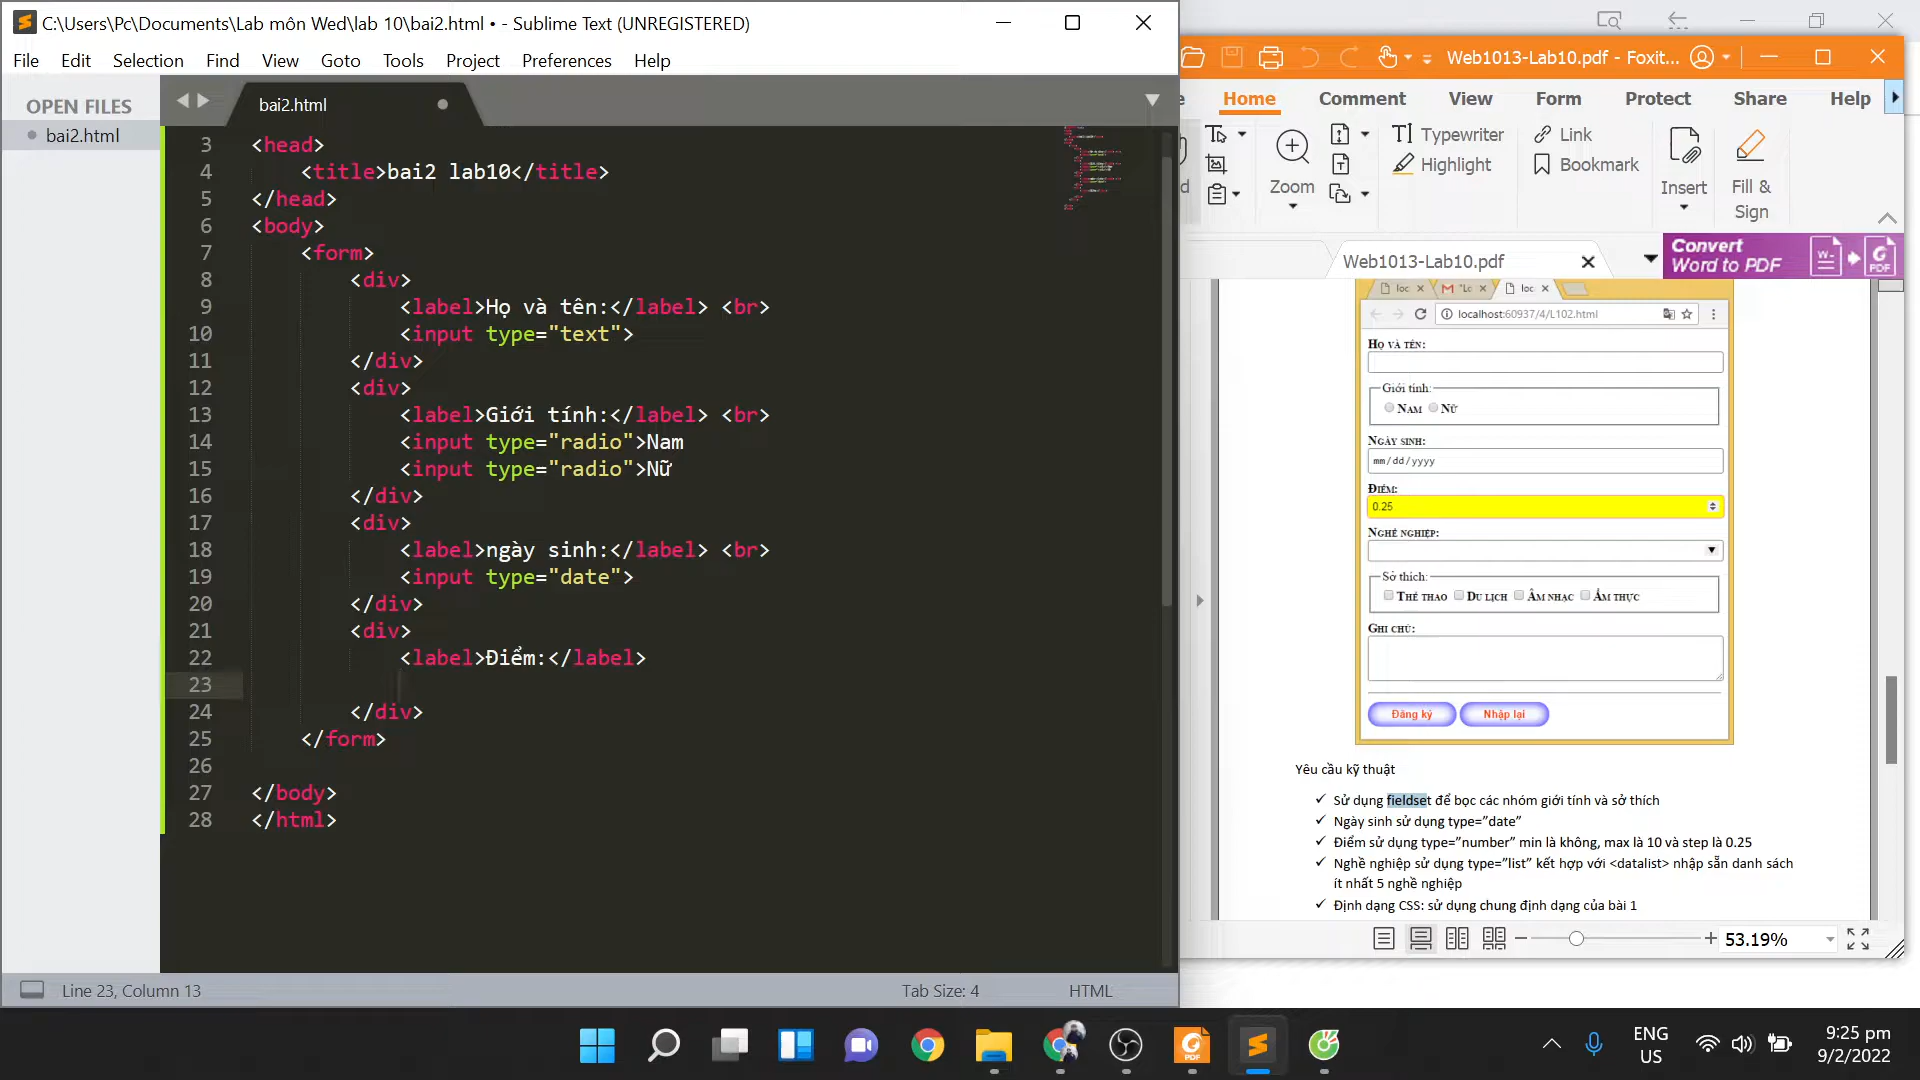 C:\Users\Pc\Documents\Lab môn Wed\lab 10\bai2.html • - Sublime Text (UNREGISTERED)
File Edit Selection Find View Goto Tools Project Preferences Help
OPEN FILES
bai2.html
bai2.html
3 <head>
4 <title>bai2 lab10</title>
5 </head>
6 <body>
7 <form>
8 <div>
9 <label>Họ và tên:</label> <br>
10 <input type="text">
11 </div>
12 <div>
13 <label>Giới tính:</label> <br>
14 <input type="radio">Nam
15 <input type="radio">Nữ
16 </div>
17 <div>
18 <label>ngày sinh:</label> <br>
19 <input type="date">
20 </div>
21 <div>
22 <label>Điểm:</label>
23
24 </div>
25 </form>
26
27 </body>
28 </html>
Line 23, Column 13
Tab Size: 4
HTML
Web1013-Lab10.pdf - Foxit...
Home Comment View Form Protect Share Help
Zoom
Typewriter
Highlight
Link
Bookmark
Insert
Fill &
Sign
Web1013-Lab10.pdf
Convert
Word to PDF
PDF
loc
"Lc
loc
localhost:60937/4/L102.html
HỌ VÀ TÊN:
Giới tính:
NAM NỮ
NGÀY SINH:
mm/dd/yyyy
ĐIỂM:
0.25
NGHỀ NGHIỆP:
Sở thích:
THỂ THAO DU LỊCH ÂM NHẠC ẨM THỰC
GHI CHÚ:
Đăng ký Nhập lại
Yêu cầu kỹ thuật
✓ Sử dụng fieldset để bọc các nhóm giới tính và sở thích
✓ Ngày sinh sử dụng type=”date”
✓ Điểm sử dụng type=”number” min là không, max là 10 và step là 0.25
✓ Nghề nghiệp sử dụng type=”list” kết hợp với <datalist> nhập sẵn danh sách
ít nhất 5 nghề nghiệp
✓ Định dạng CSS: sử dụng chung định dạng của bài 1
53.19%
ENG
US
9:25 pm
9/2/2022